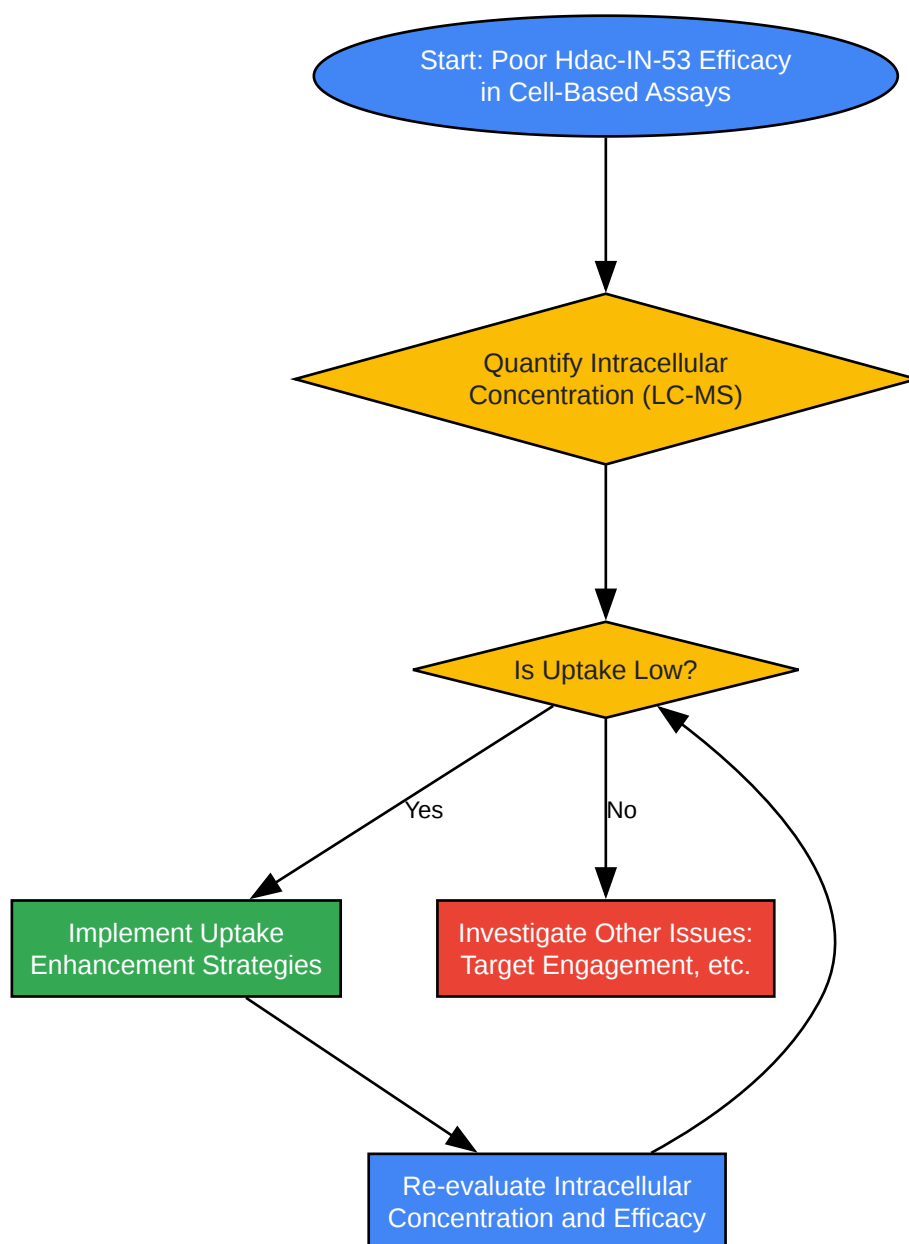 Start: Poor Hdac-IN-53 Efficacy
in Cell-Based Assays
Quantify Intracellular
Concentration (LC-MS)
Is Uptake Low?
Yes
No
Implement Uptake
Enhancement Strategies
Investigate Other Issues:
Target Engagement, etc.
Re-evaluate Intracellular
Concentration and Efficacy